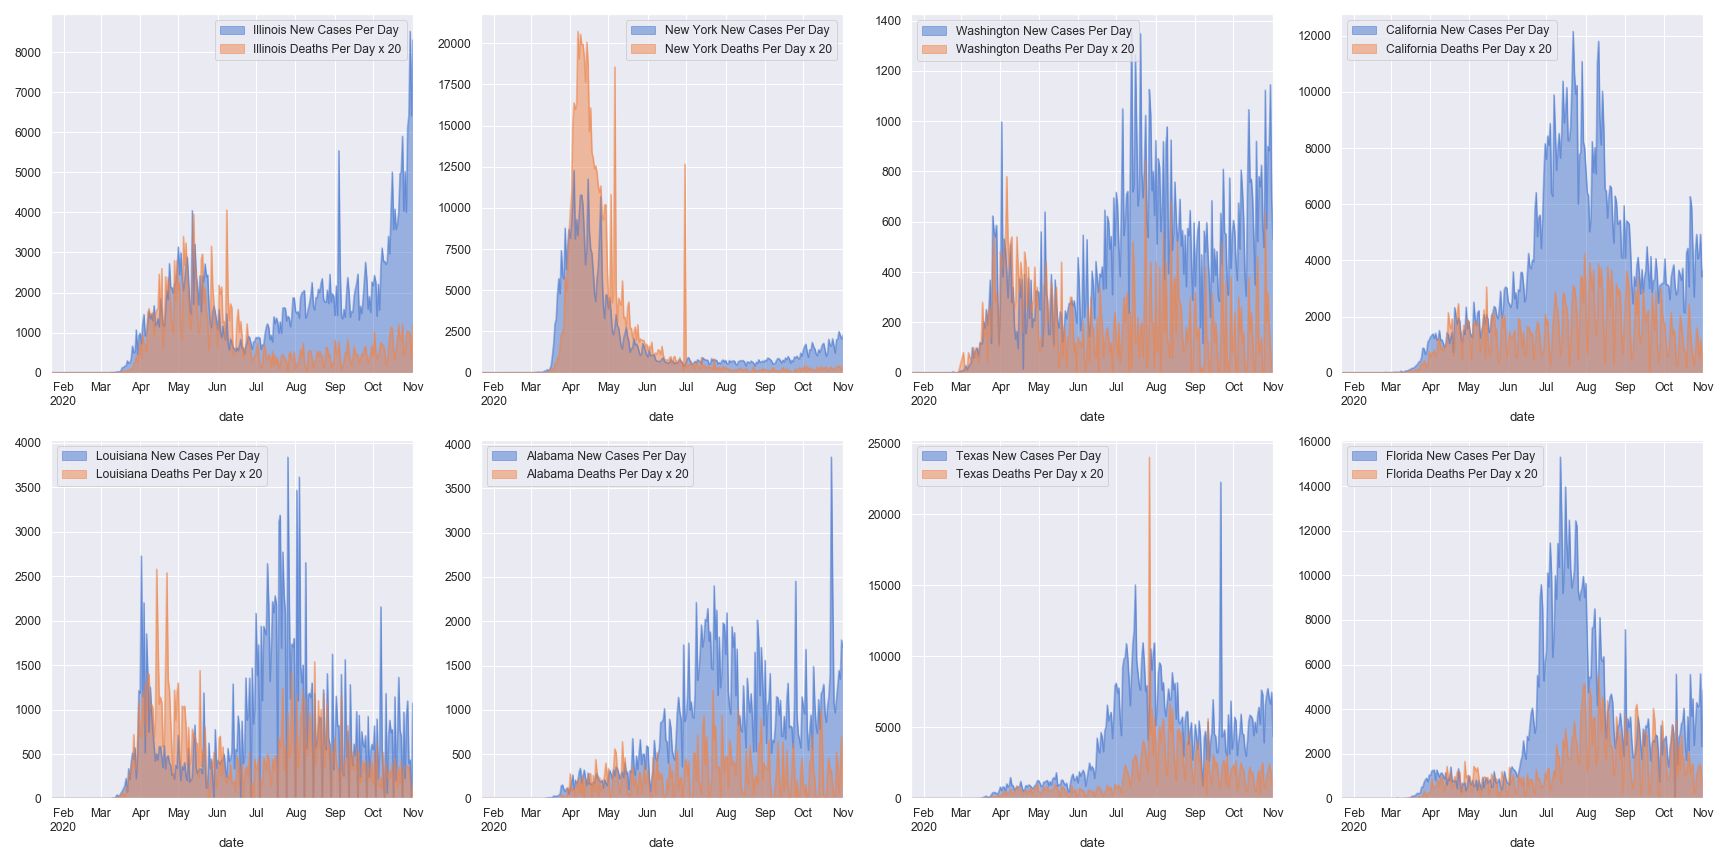 Illinois New Cases Per Day
Illinois Deaths Per Day x 20
8000
7000
6000
5000
4000
3000
2000
1000
0
Feb Mar Apr May Jun Jul Aug Sep Oct Nov
2020
date
New York New Cases Per Day
New York Deaths Per Day x 20
20000
17500
15000
12500
10000
7500
5000
2500
0
Feb Mar Apr May Jun Jul Aug Sep Oct Nov
2020
date
Washington New Cases Per Day
Washington Deaths Per Day x 20
1400
1200
1000
800
600
400
200
0
Feb Mar Apr May Jun Jul Aug Sep Oct Nov
2020
date
California New Cases Per Day
California Deaths Per Day x 20
12000
10000
8000
6000
4000
2000
0
Feb Mar Apr May Jun Jul Aug Sep Oct Nov
2020
date
Louisiana New Cases Per Day
Louisiana Deaths Per Day x 20
4000
3500
3000
2500
2000
1500
1000
500
0
Feb Mar Apr May Jun Jul Aug Sep Oct Nov
2020
date
Alabama New Cases Per Day
Alabama Deaths Per Day x 20
4000
3500
3000
2500
2000
1500
1000
500
0
Feb Mar Apr May Jun Jul Aug Sep Oct Nov
2020
date
Texas New Cases Per Day
Texas Deaths Per Day x 20
25000
20000
15000
10000
5000
0
Feb Mar Apr May Jun Jul Aug Sep Oct Nov
2020
date
Florida New Cases Per Day
Florida Deaths Per Day x 20
16000
14000
12000
10000
8000
6000
4000
2000
0
Feb Mar Apr May Jun Jul Aug Sep Oct Nov
2020
date